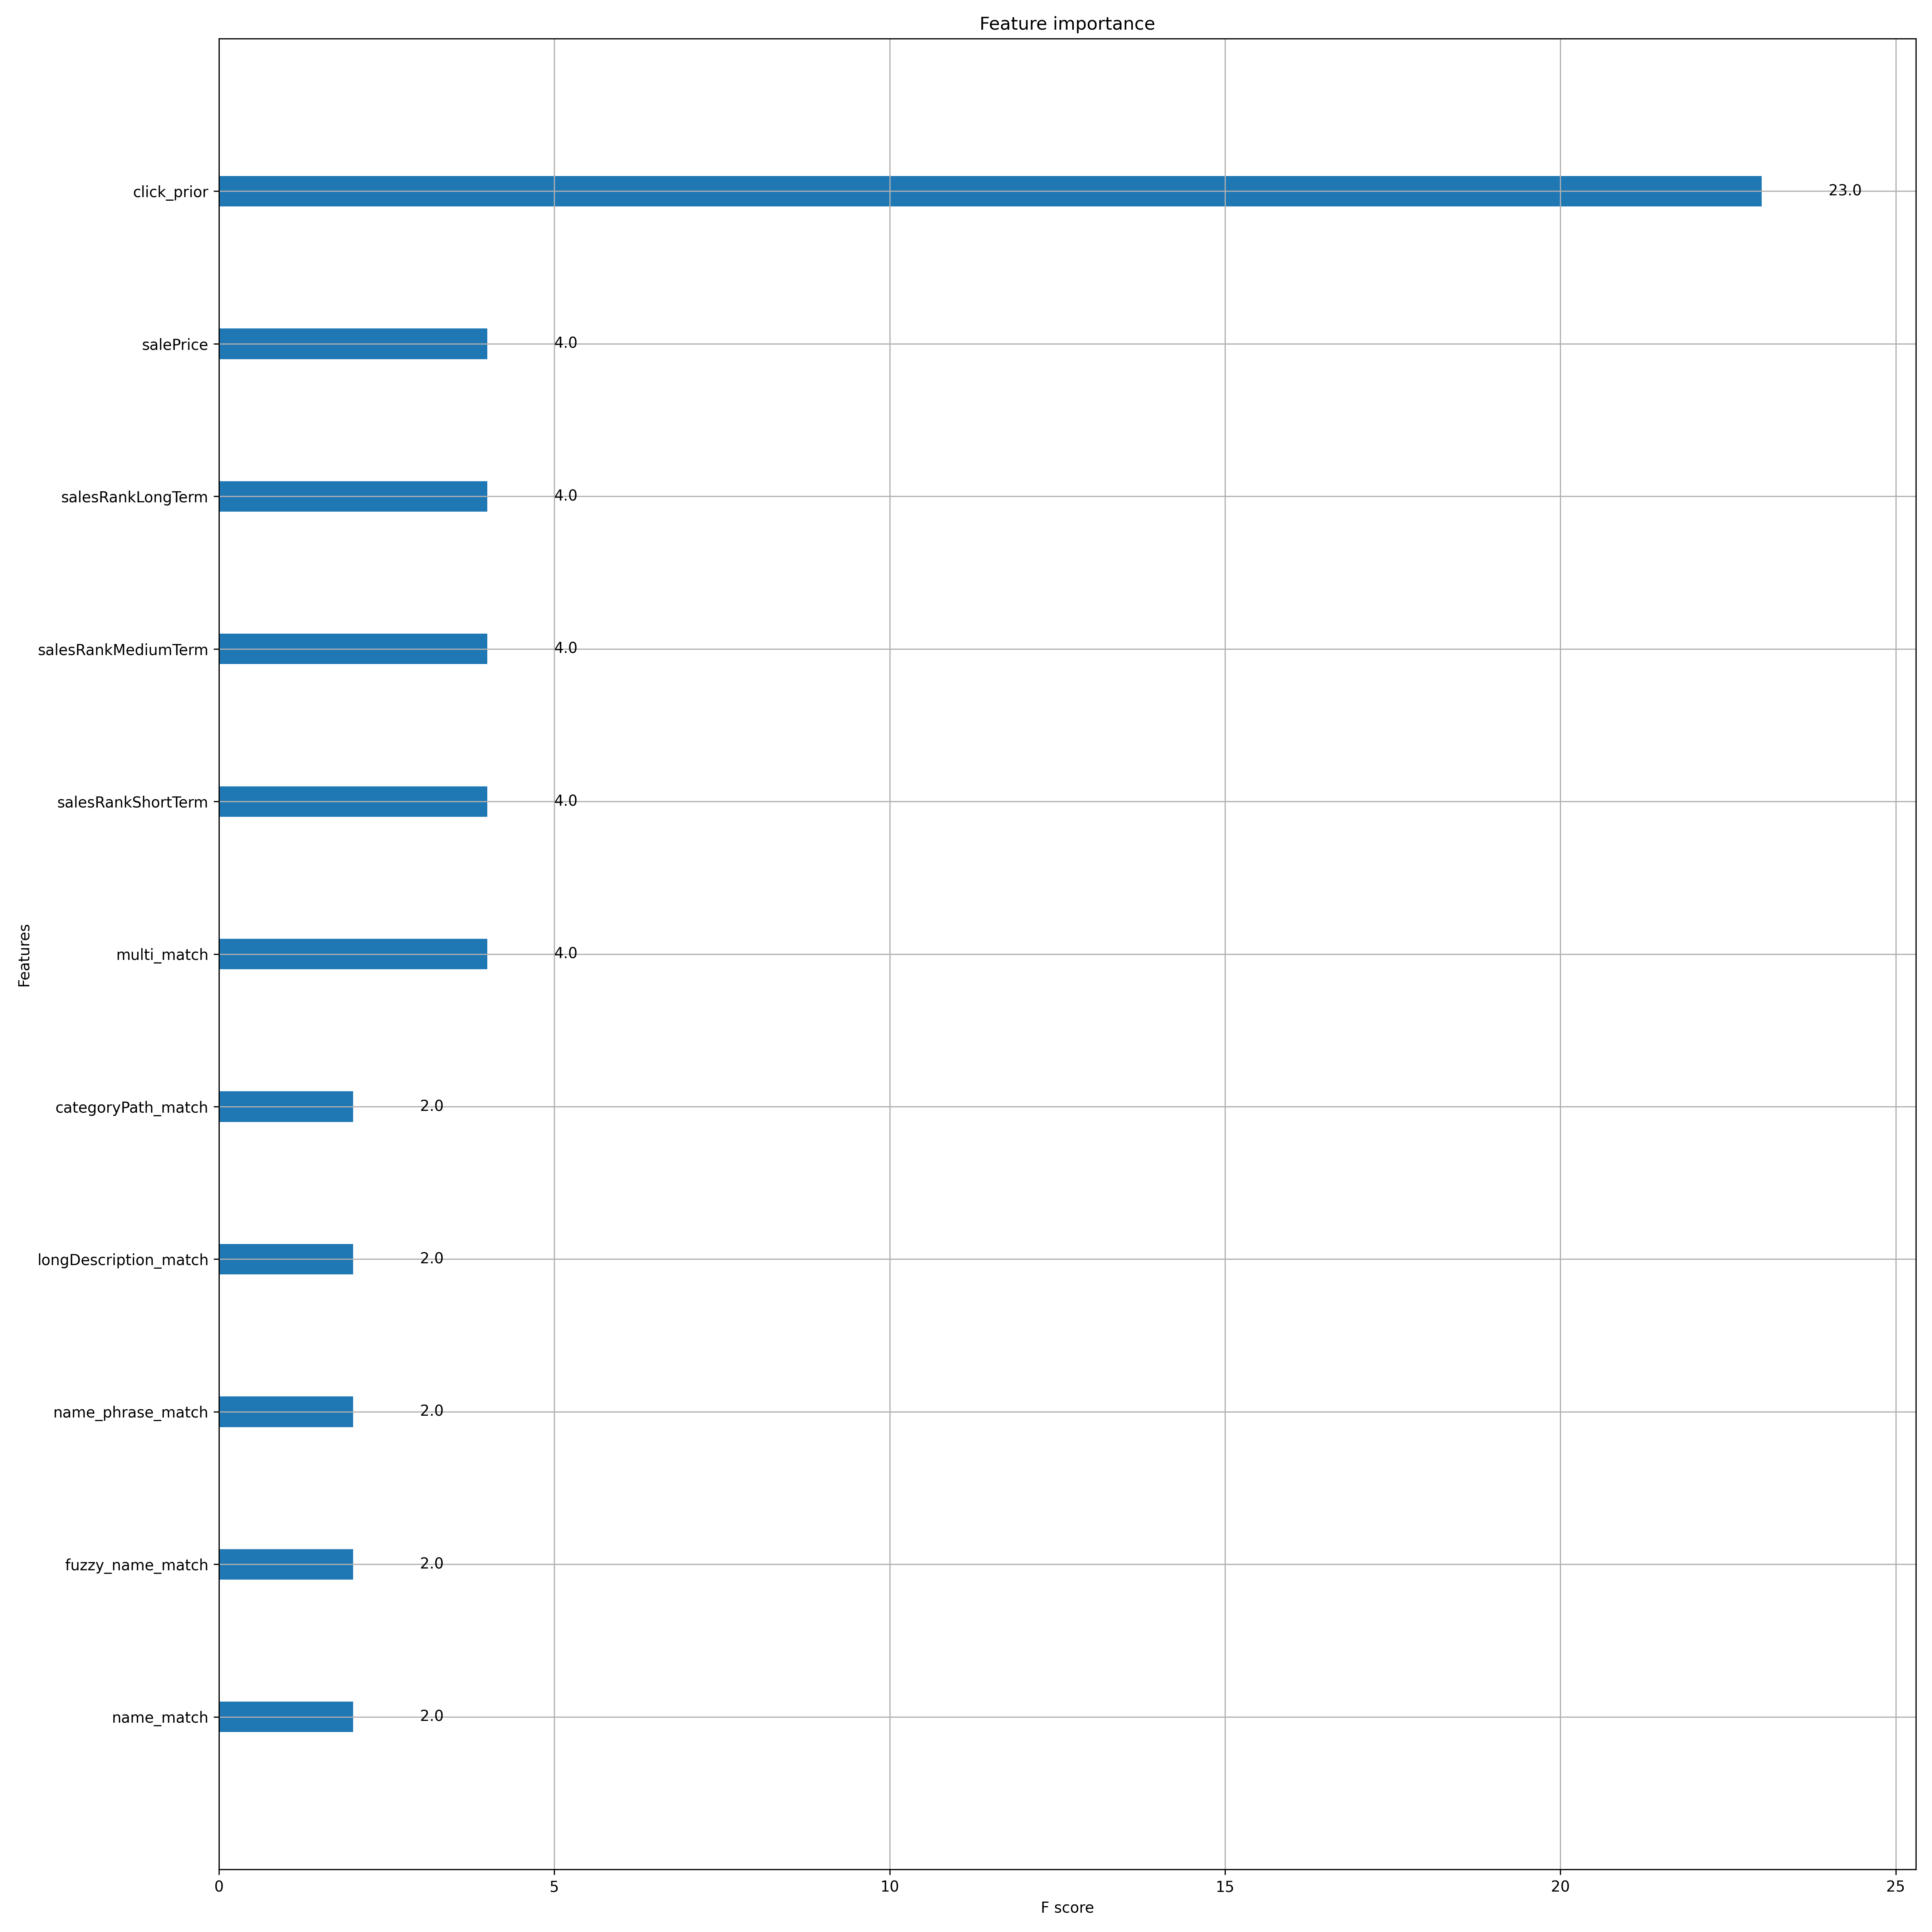 Feature importance
click_prior
23.0
salePrice
4.0
salesRankLongTerm
4.0
salesRankMediumTerm
4.0
salesRankShortTerm
4.0
multi_match
4.0
categoryPath_match
2.0
longDescription_match
2.0
name_phrase_match
2.0
fuzzy_name_match
2.0
name_match
2.0
Features
0 5 10 15 20 25
F score